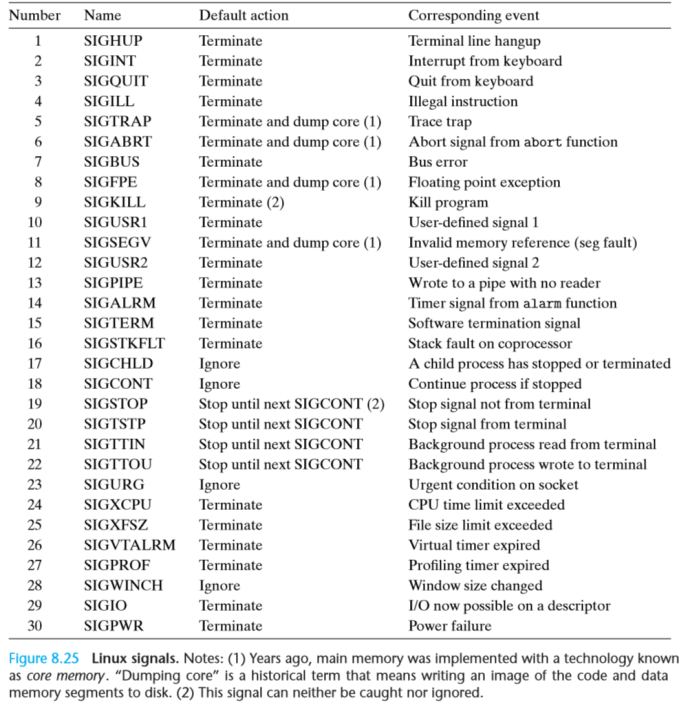 Number Name Default action Corresponding event
1 SIGHUP Terminate Terminal line hangup
2 SIGINT Terminate Interrupt from keyboard
3 SIGQUIT Terminate Quit from keyboard
4 SIGILL Terminate Illegal instruction
5 SIGTRAP Terminate and dump core (1) Trace trap
6 SIGABRT Terminate and dump core (1) Abort signal from abort function
7 SIGBUS Terminate Bus error
8 SIGFPE Terminate and dump core (1) Floating point exception
9 SIGKILL Terminate (2) Kill program
10 SIGUSR1 Terminate User-defined signal 1
11 SIGSEGV Terminate and dump core (1) Invalid memory reference (seg fault)
12 SIGUSR2 Terminate User-defined signal 2
13 SIGPIPE Terminate Wrote to a pipe with no reader
14 SIGALRM Terminate Timer signal from alarm function
15 SIGTERM Terminate Software termination signal
16 SIGSTKFLT Terminate Stack fault on coprocessor
17 SIGCHLD Ignore A child process has stopped or terminated
18 SIGCONT Ignore Continue process if stopped
19 SIGSTOP Stop until next SIGCONT (2) Stop signal not from terminal
20 SIGTSTP Stop until next SIGCONT Stop signal from terminal
21 SIGTTIN Stop until next SIGCONT Background process read from terminal
22 SIGTTOU Stop until next SIGCONT Background process wrote to terminal
23 SIGURG Ignore Urgent condition on socket
24 SIGXCPU Terminate CPU time limit exceeded
25 SIGXFSZ Terminate File size limit exceeded
26 SIGVTALRM Terminate Virtual timer expired
27 SIGPROF Terminate Profiling timer expired
28 SIGWINCH Ignore Window size changed
29 SIGIO Terminate I/O now possible on a descriptor
30 SIGPWR Terminate Power failure
Figure 8.25 Linux signals. Notes: (1) Years ago, main memory was implemented with a technology known
as core memory. “Dumping core” is a historical term that means writing an image of the code and data
memory segments to disk. (2) This signal can neither be caught nor ignored.